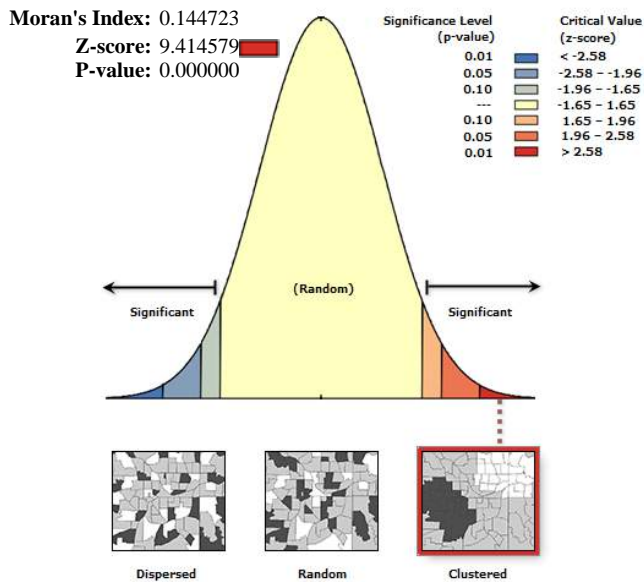 Moran's Index: 0.144723
Z-score: 9.414579
P-value: 0.000000
Significance Level
(p-value)
Critical Value
(z-score)
0.01 < -2.58
0.05 -2.58 – -1.96
0.10 -1.96 – -1.65
--- -1.65 – 1.65
0.10 1.65 – 1.96
0.05 1.96 – 2.58
0.01 > 2.58
Significant
(Random)
Significant
Dispersed
Random
Clustered